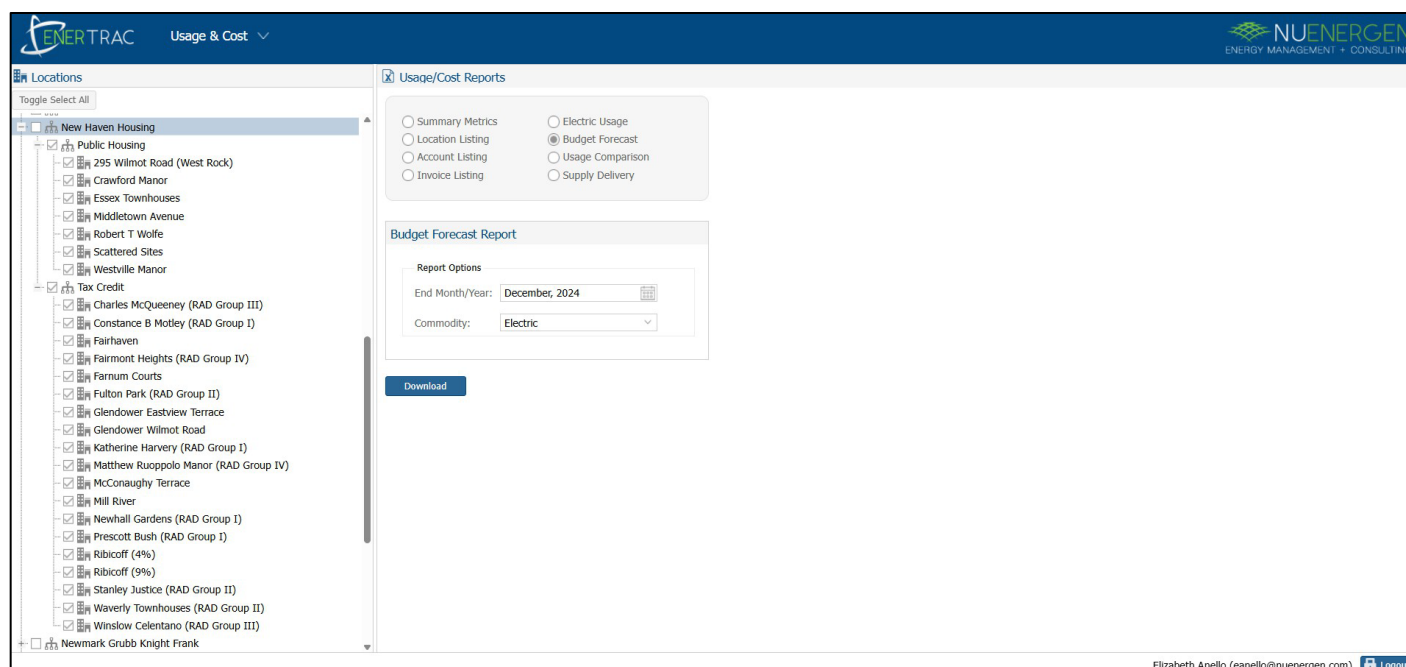 ENERTRAC Usage & Cost NUENERGEN
ENERGY MANAGEMENT + CONSULTING
Locations
Toggle Select All
New Haven Housing
Public Housing
295 Wilmot Road (West Rock)
Crawford Manor
Essex Townhouses
Middletown Avenue
Robert T Wolfe
Scattered Sites
Westville Manor
Tax Credit
Charles McQueeney (RAD Group III)
Constance B Motley (RAD Group I)
Fairhaven
Fairmont Heights (RAD Group IV)
Farnum Courts
Fulton Park (RAD Group II)
Glendower Eastview Terrace
Glendower Wilmot Road
Katherine Harvery (RAD Group I)
Matthew Ruoppolo Manor (RAD Group IV)
McConaughy Terrace
Mill River
Newhall Gardens (RAD Group I)
Prescott Bush (RAD Group I)
Ribicoff (4%)
Ribicoff (9%)
Stanley Justice (RAD Group II)
Waverly Townhouses (RAD Group II)
Winslow Celentano (RAD Group III)
Newmark Grubb Knight Frank
Usage/Cost Reports
Summary Metrics Electric Usage
Location Listing Budget Forecast
Account Listing Usage Comparison
Invoice Listing Supply Delivery
Budget Forecast Report
Report Options
End Month/Year: December, 2024
Commodity: Electric
Download
Elizabeth Anello (eanello@nuenergen.com) Logout